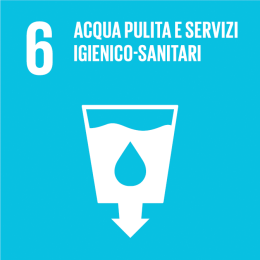 6
ACQUA PULITA E SERVIZI
IGIENICO-SANITARI